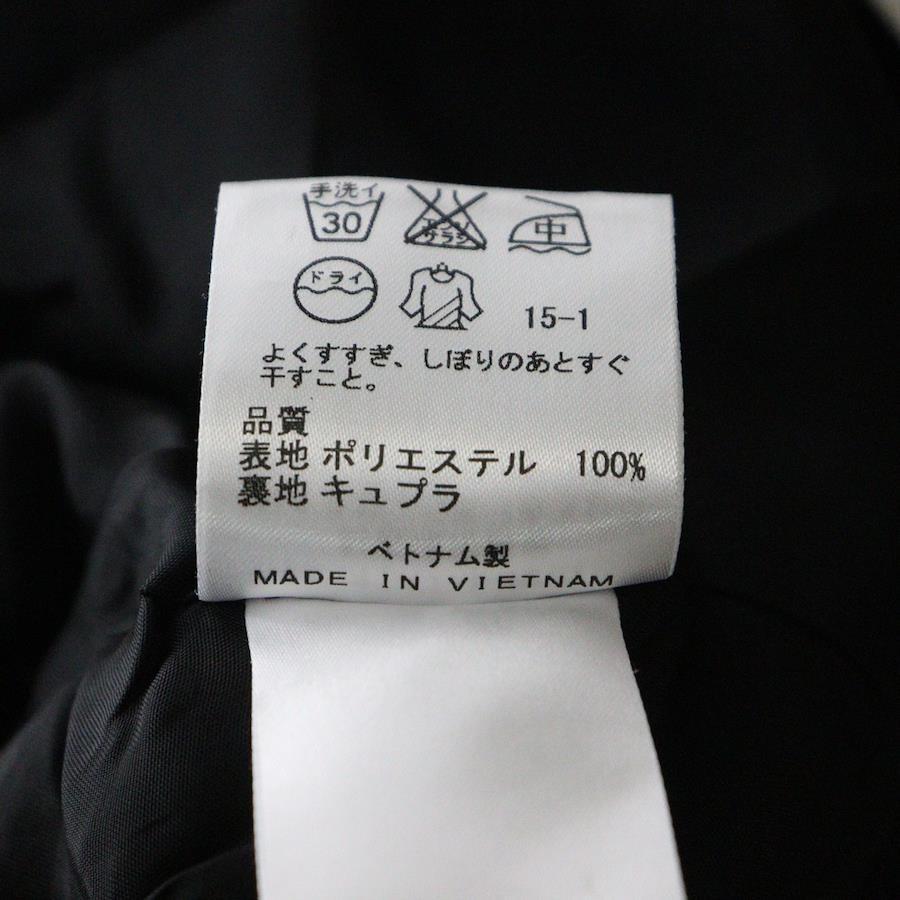 手洗イ
30
エンソ
サラシ
中
ドライ
15-1
よくすすぎ、しぼりのあとすぐ
干すこと。
品質
表地 ポリエステル 100%
裏地 キュプラ
ベトナム製
MADE IN VIETNAM